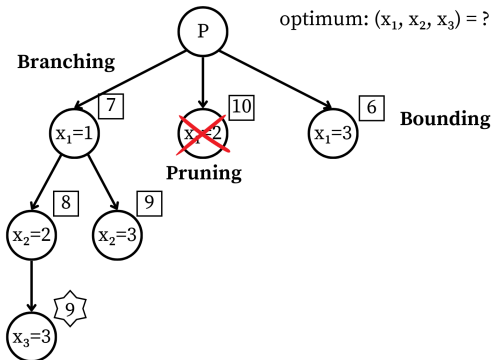 P
optimum: (x₁, x₂, x₃) = ?
Branching
7
10
6
x₁=1
x₁=2
x₁=3
Bounding
Pruning
8
9
x₂=2
x₂=3
9
x₃=3